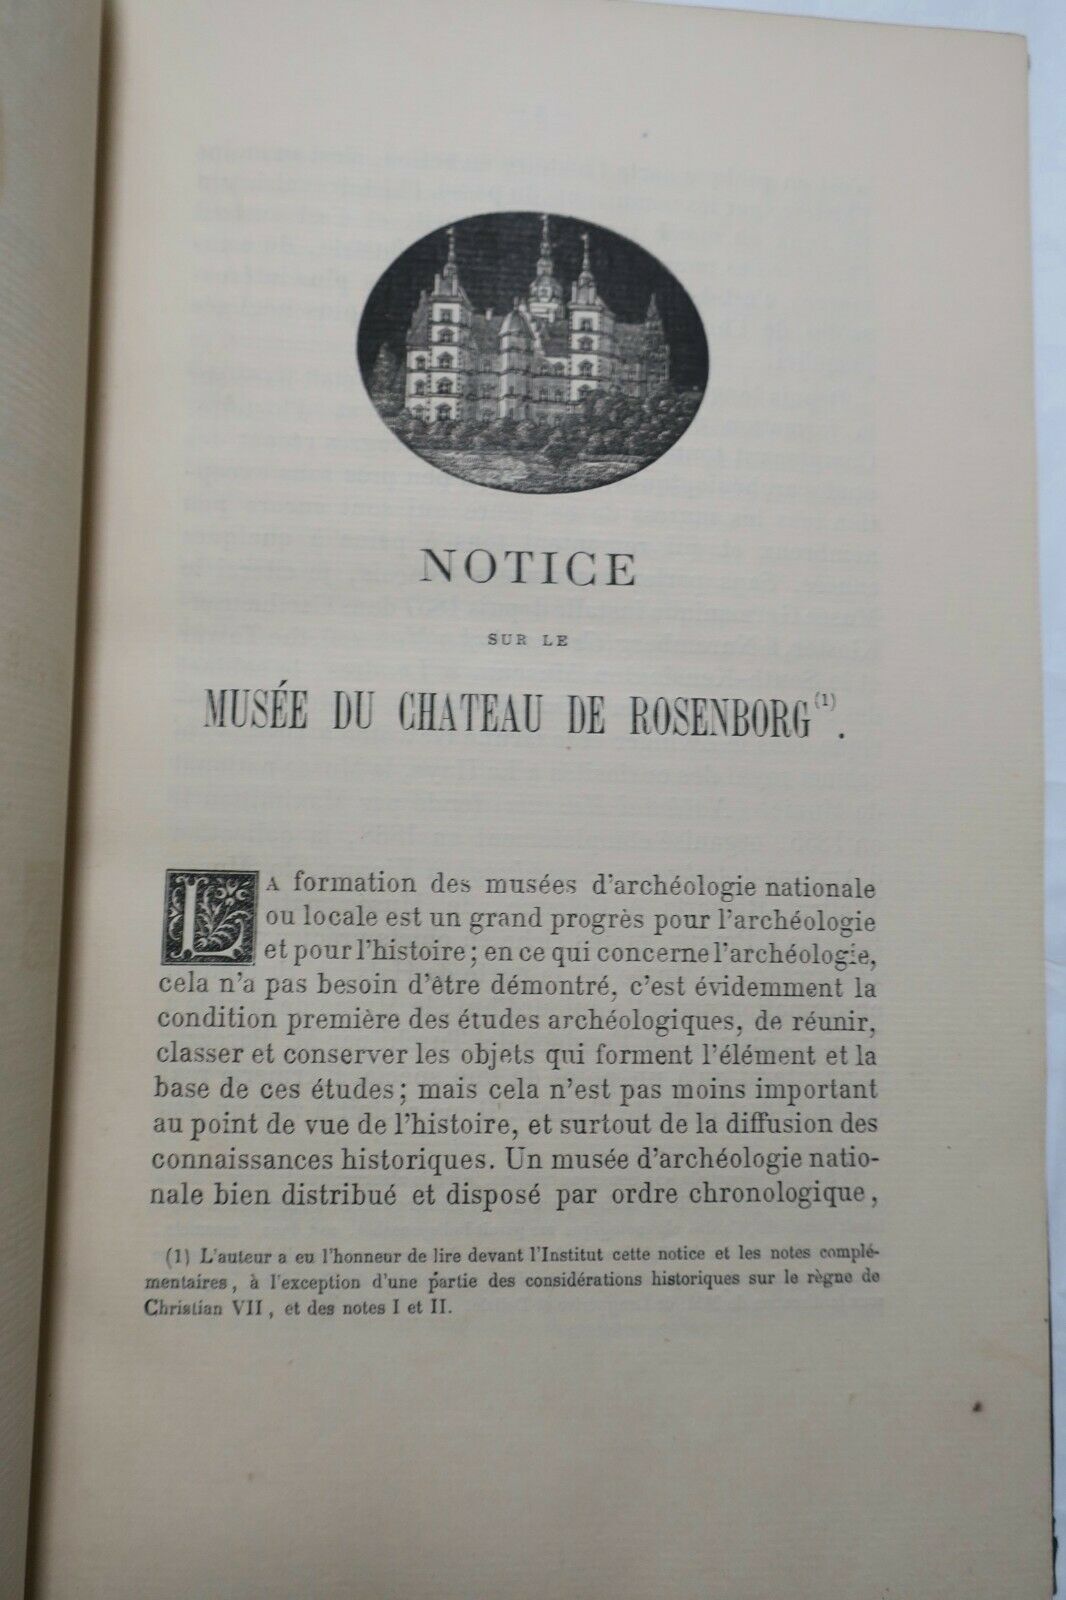 NOTICE
SUR LE
MUSÉE DU CHATEAU DE ROSENBORG (1).
LA formation des musées d'archéologie nationale
ou locale est un grand progrès pour l'archéologie
et pour l'histoire ; en ce qui concerne l'archéologie,
cela n'a pas besoin d'être démontré, c'est évidemment la
condition première des études archéologiques, de réunir,
classer et conserver les objets qui forment l'élément et la
base de ces études ; mais cela n'est pas moins important
au point de vue de l'histoire, et surtout de la diffusion des
connaissances historiques. Un musée d'archéologie natio-
nale bien distribué et disposé par ordre chronologique,
(1) L'auteur a eu l'honneur de lire devant l'Institut cette notice et les notes complé-
mentaires, à l'exception d'une partie des considérations historiques sur le règne de
Christian VII, et des notes I et II.